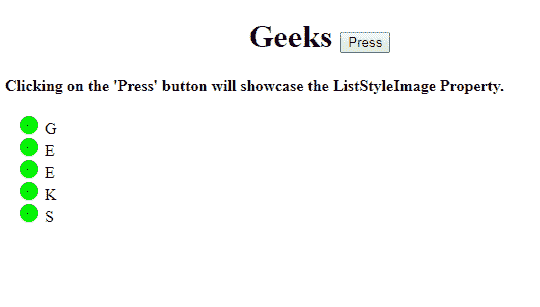 Geeks Press
Clicking on the 'Press' button will showcase the ListStyleImage Property.
G
E
E
K
S